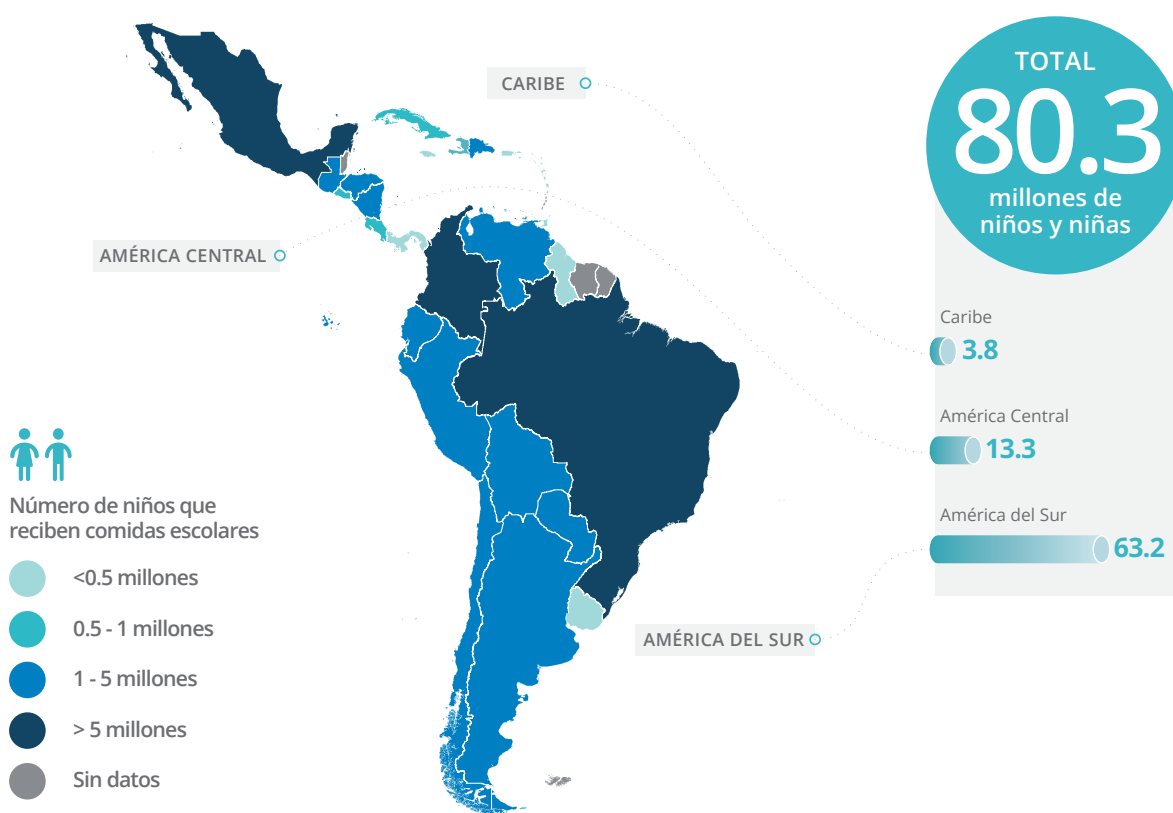 CARIBE
AMÉRICA CENTRAL
AMÉRICA DEL SUR
TOTAL
80.3
millones de
niños y niñas
Caribe
3.8
América Central
13.3
América del Sur
63.2
Número de niños que
reciben comidas escolares
<0.5 millones
0.5 - 1 millones
1 - 5 millones
> 5 millones
Sin datos